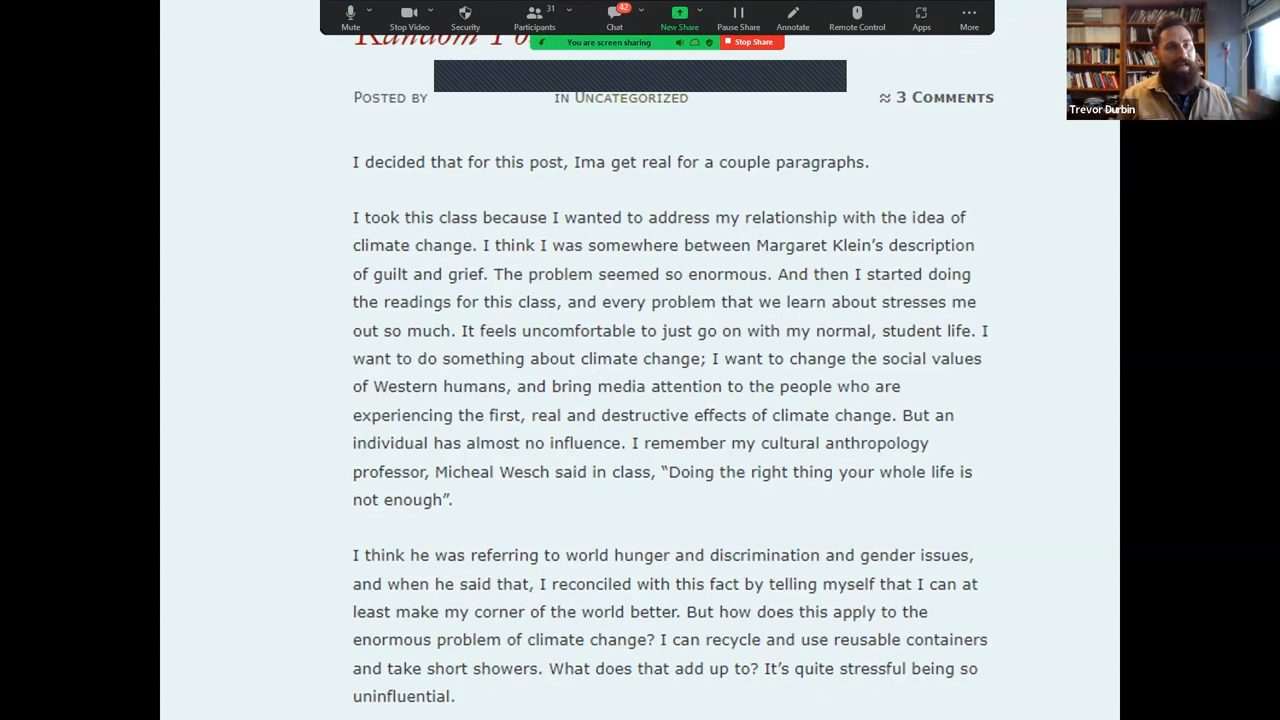 Mute
Stop Video
Security
Participants 31
Chat 42
New Share
Pause Share
Annotate
Remote Control
Apps
More
You are screen sharing
Stop Share
Trevor Durbin
Random
POSTED BY IN UNCATEGORIZED ≈ 3 COMMENTS
I decided that for this post, Ima get real for a couple paragraphs.
I took this class because I wanted to address my relationship with the idea of
climate change. I think I was somewhere between Margaret Klein’s description
of guilt and grief. The problem seemed so enormous. And then I started doing
the readings for this class, and every problem that we learn about stresses me
out so much. It feels uncomfortable to just go on with my normal, student life. I
want to do something about climate change; I want to change the social values
of Western humans, and bring media attention to the people who are
experiencing the first, real and destructive effects of climate change. But an
individual has almost no influence. I remember my cultural anthropology
professor, Micheal Wesch said in class, “Doing the right thing your whole life is
not enough”.
I think he was referring to world hunger and discrimination and gender issues,
and when he said that, I reconciled with this fact by telling myself that I can at
least make my corner of the world better. But how does this apply to the
enormous problem of climate change? I can recycle and use reusable containers
and take short showers. What does that add up to? It’s quite stressful being so
uninfluential.